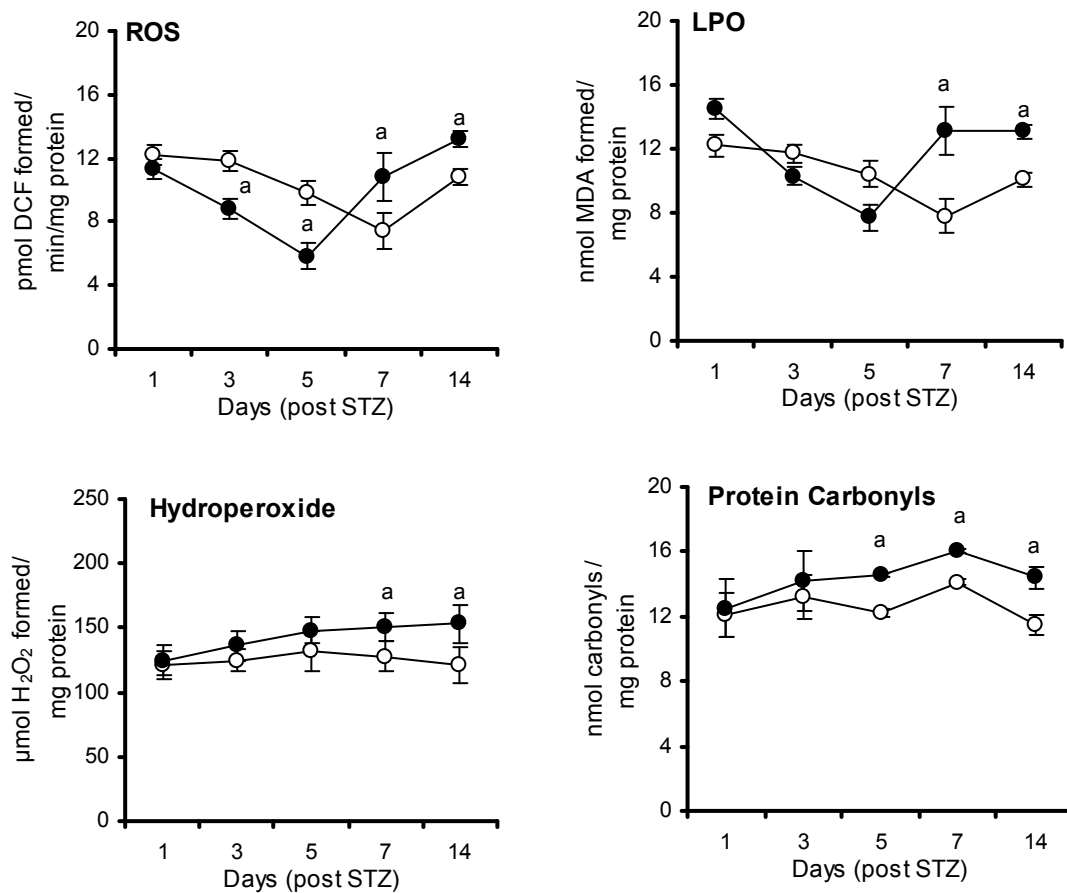 ROS
pmol DCF formed/
min/mg protein
20
16
12
8
4
0
a
a
a
a
1 3 5 7 14
Days (post STZ)
LPO
nmol MDA formed/
mg protein
20
16
12
8
4
0
a
a
1 3 5 7 14
Days (post STZ)
Hydroperoxide
µmol H₂O₂ formed/
mg protein
250
200
150
100
50
0
a a
1 3 5 7 14
Days (post STZ)
Protein Carbonyls
nmol carbonyls /
mg protein
20
16
12
8
4
0
a
a
a
1 3 5 7 14
Days (post STZ)